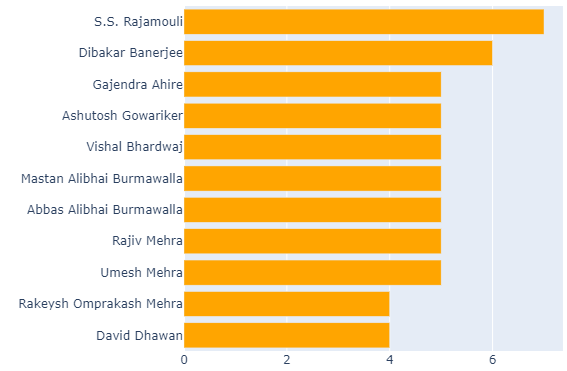 S.S. Rajamouli
Dibakar Banerjee
Gajendra Ahire
Ashutosh Gowariker
Vishal Bhardwaj
Mastan Alibhai Burmawalla
Abbas Alibhai Burmawalla
Rajiv Mehra
Umesh Mehra
Rakeysh Omprakash Mehra
David Dhawan
0 2 4 6